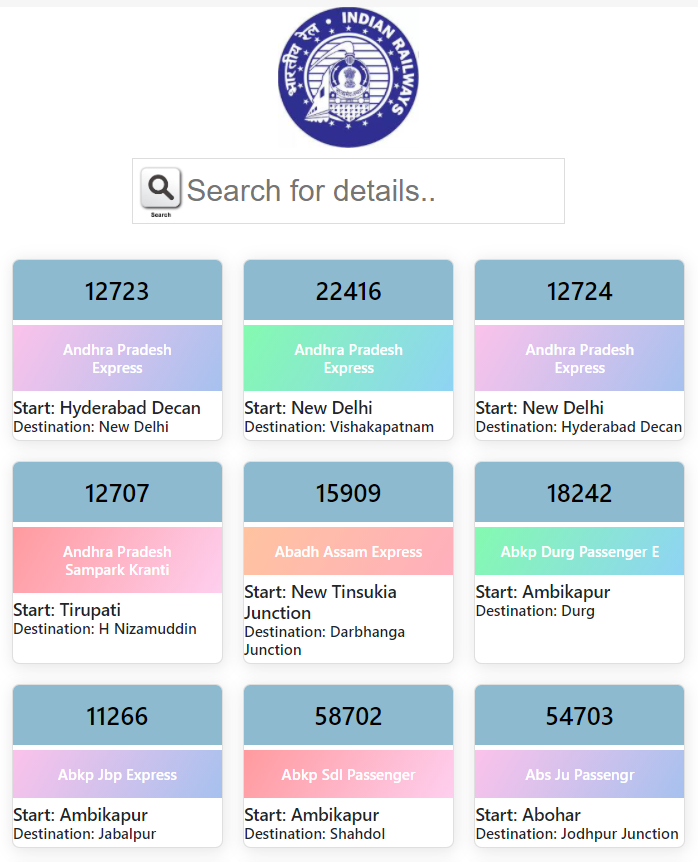 भारतीय रेल • INDIAN RAILWAYS
Search for details..
Search
12723
22416
12724
Andhra Pradesh
Express
Andhra Pradesh
Express
Andhra Pradesh
Express
Start: Hyderabad Decan
Destination: New Delhi
Start: New Delhi
Destination: Vishakapatnam
Start: New Delhi
Destination: Hyderabad Decan
12707
15909
18242
Andhra Pradesh
Sampark Kranti
Abadh Assam Express
Abkp Durg Passenger E
Start: Tirupati
Destination: H Nizamuddin
Start: New Tinsukia
Junction
Destination: Darbhanga
Junction
Start: Ambikapur
Destination: Durg
11266
58702
54703
Abkp Jbp Express
Abkp Sdl Passenger
Abs Ju Passengr
Start: Ambikapur
Destination: Jabalpur
Start: Ambikapur
Destination: Shahdol
Start: Abohar
Destination: Jodhpur Junction